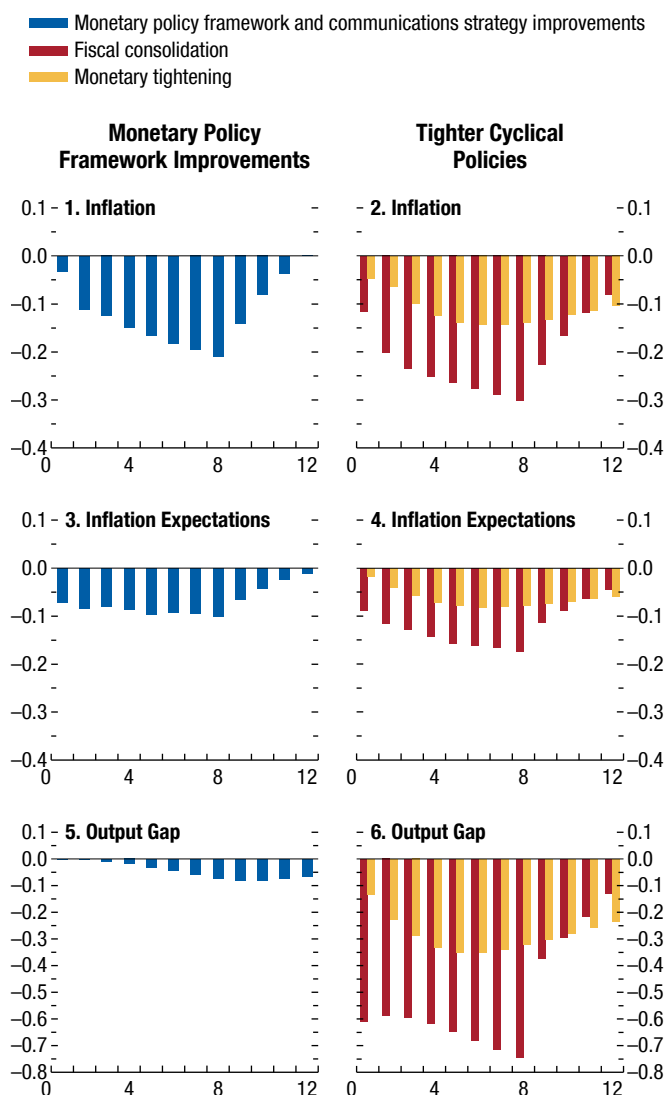 Monetary policy framework and communications strategy improvements
Fiscal consolidation
Monetary tightening
Monetary Policy
Framework Improvements
Tighter Cyclical
Policies
0.1
1. Inflation
2. Inflation
0.1
0.0
0.0
–0.1
–0.1
–0.2
–0.2
–0.3
–0.3
–0.4
–0.4
0 4 8 12
0 4 8 12
0.1
3. Inflation Expectations
4. Inflation Expectations
0.1
0.0
0.0
–0.1
–0.1
–0.2
–0.2
–0.3
–0.3
–0.4
–0.4
0 4 8 12
0 4 8 12
0.1
5. Output Gap
6. Output Gap
0.1
0.0
0.0
–0.1
–0.1
–0.2
–0.2
–0.3
–0.3
–0.4
–0.4
–0.5
–0.5
–0.6
–0.6
–0.7
–0.7
–0.8
–0.8
0 4 8 12
0 4 8 12